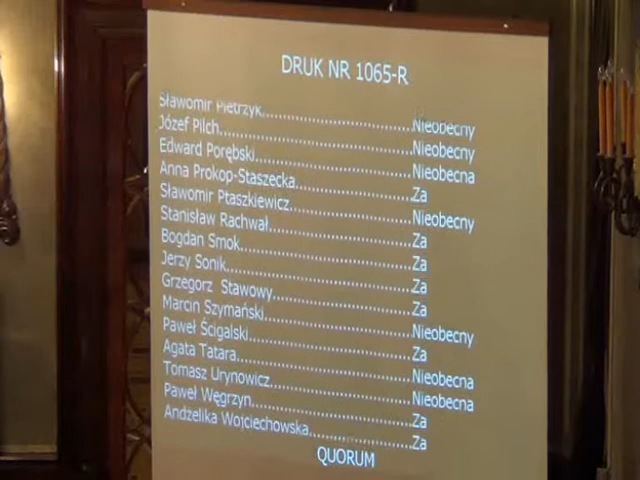 DRUK NR 1065-R
Sławomir Pietrzyk..............................Nieobecny
Józef Pilch........................................Nieobecny
Edward Porębski................................Nieobecna
Anna Prokop-Staszecka.......................Za
Sławomir Ptaszkiewicz........................Nieobecny
Stanisław Rachwał..............................Za
Bogdan Smok....................................Za
Jerzy Sonik.......................................Za
Grzegorz Stawowy.............................Za
Marcin Szymański..............................Nieobecny
Paweł Ścigalski.................................Za
Agata Tatara.....................................Nieobecna
Tomasz Urynowicz.............................Nieobecna
Paweł Węgrzyn.................................Za
Andżelika Wojciechowska....................Za
QUORUM